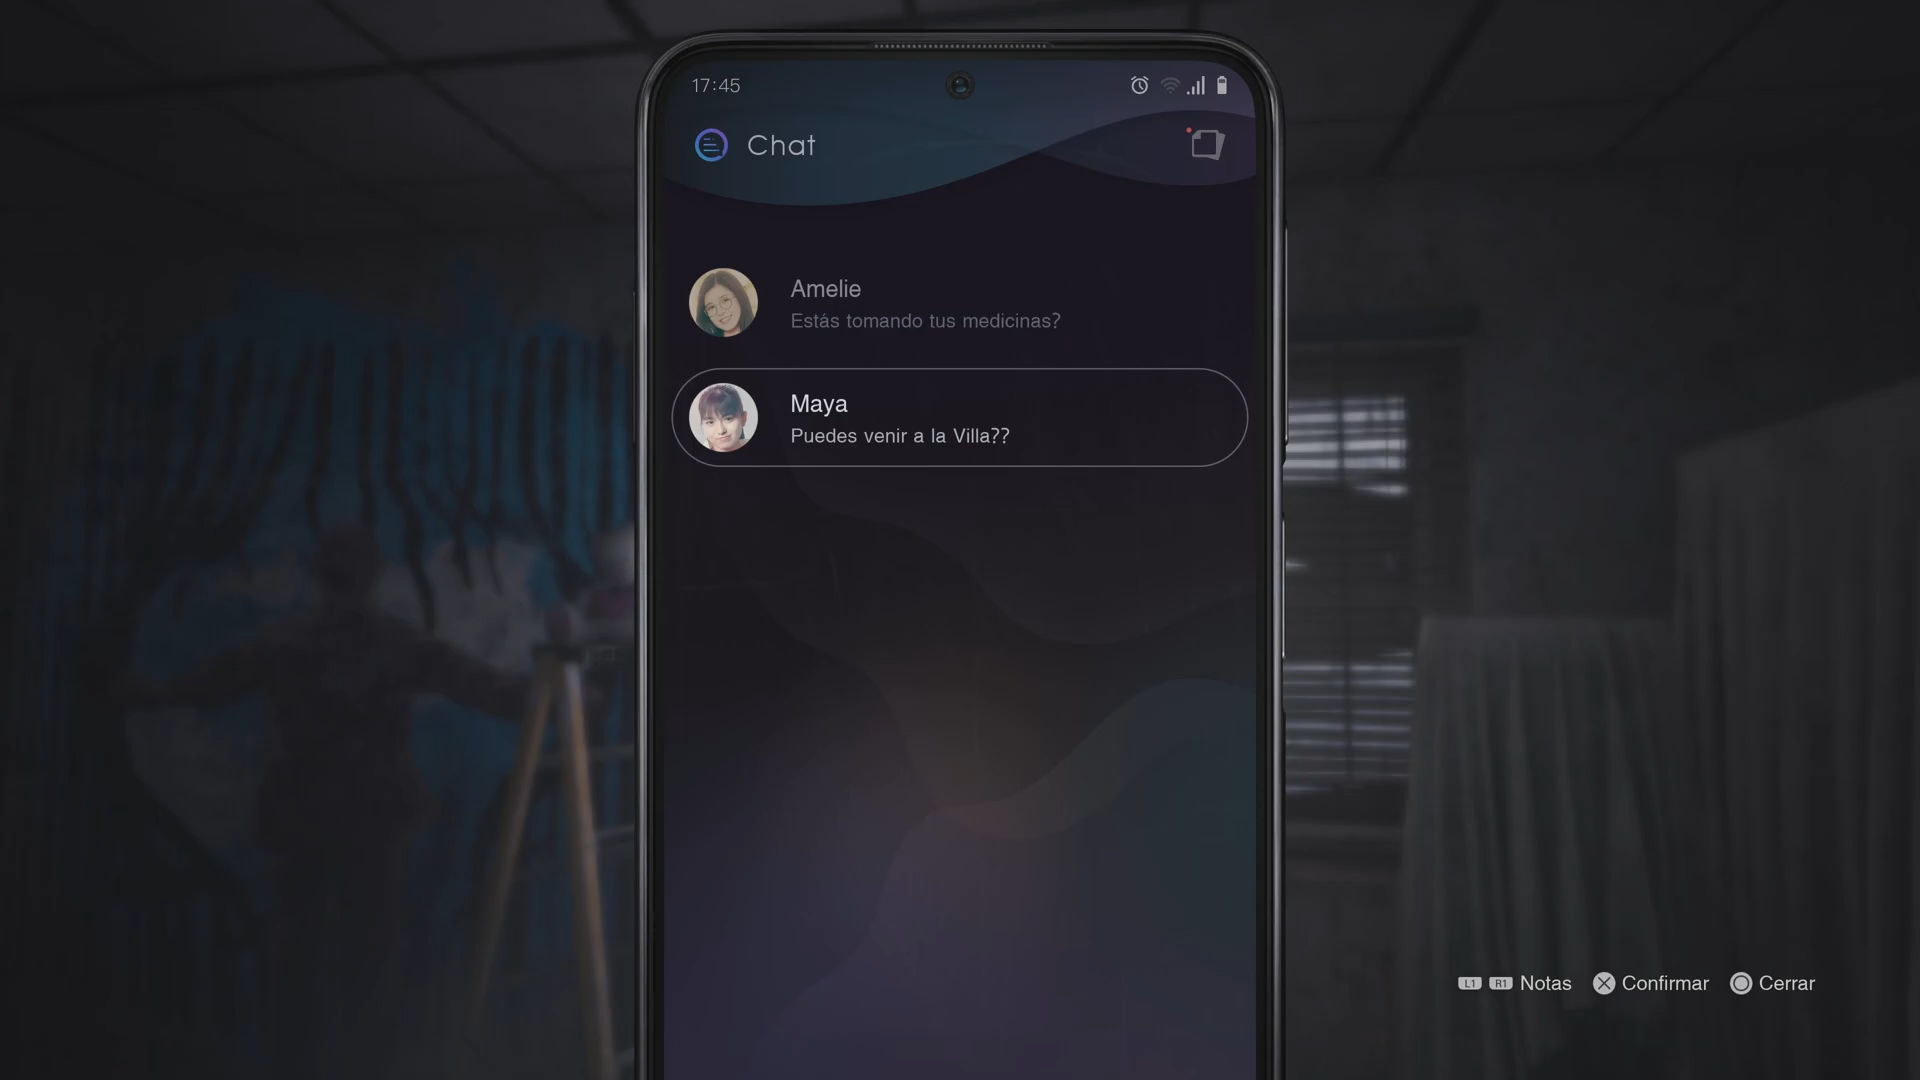 17:45
Chat
Amelie
Estás tomando tus medicinas?
Maya
Puedes venir a la Villa??
L1 R1 Notas Confirmar Cerrar